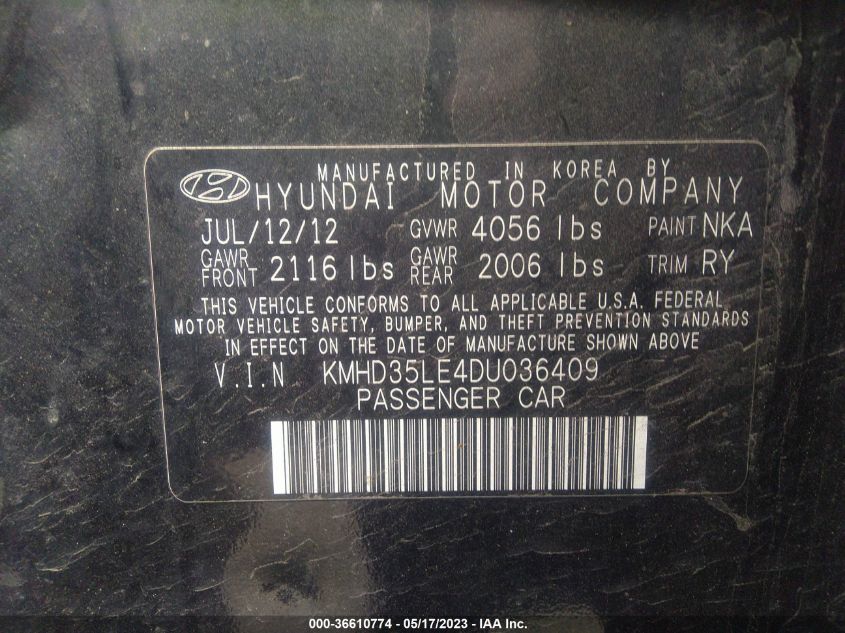 MANUFACTURED IN KOREA BY
HYUNDAI MOTOR COMPANY
JUL/12/12 GVWR 4056 lbs PAINT NKA
GAWR FRONT 2116 lbs GAWR REAR 2006 lbs TRIM RY
THIS VEHICLE CONFORMS TO ALL APPLICABLE U.S.A. FEDERAL
MOTOR VEHICLE SAFETY, BUMPER, AND THEFT PREVENTION STANDARDS
IN EFFECT ON THE DATE OF MANUFACTURE SHOWN ABOVE
V.I.N KMHD35LE4DU036409
PASSENGER CAR
000-36610774 - 05/17/2023 - IAA Inc.